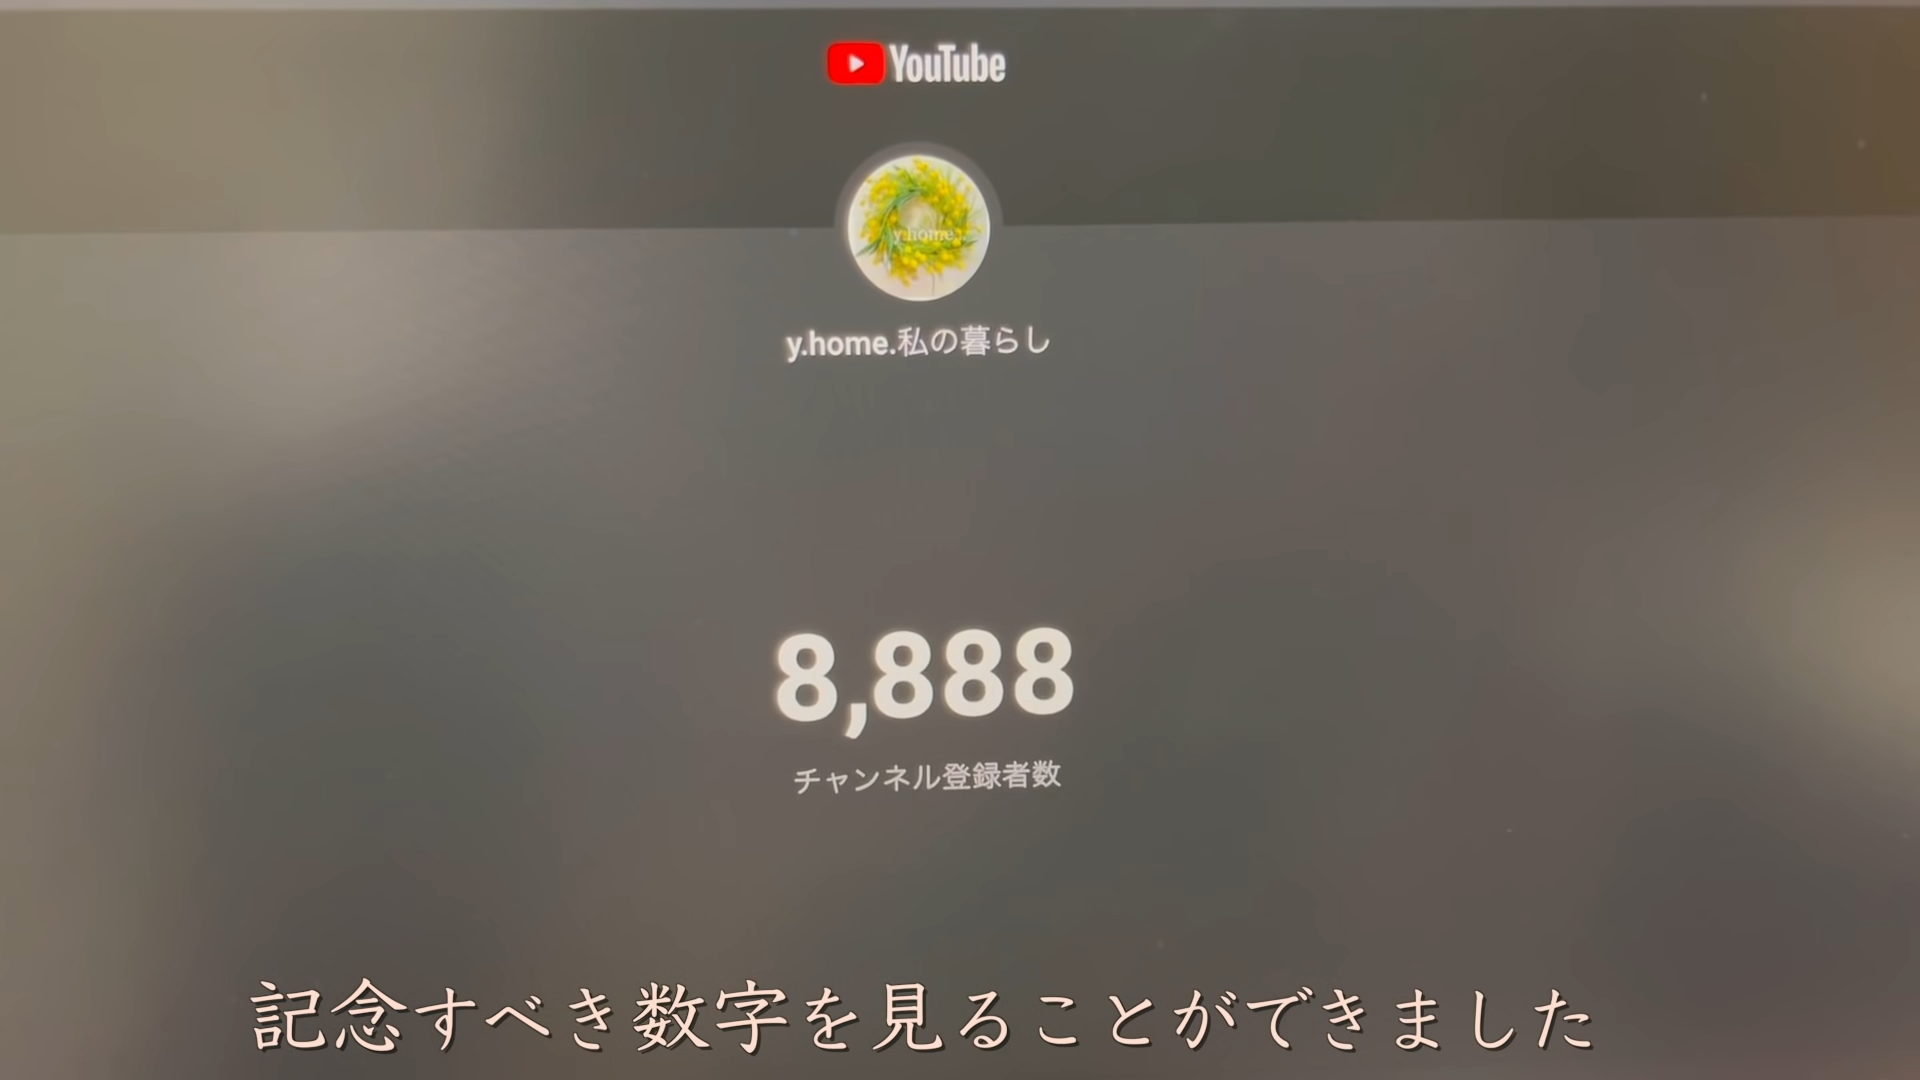 YouTube
y.home.
y.home.私の暮らし
8,888
チャンネル登録者数
記念すべき数字を見ることができました